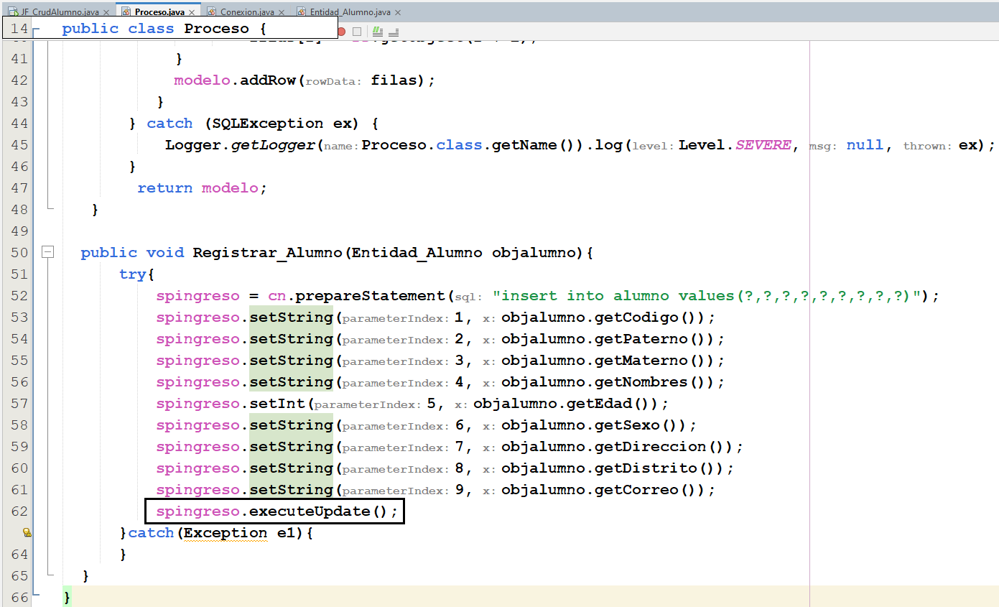 JF_CrudAlumno.java × Proceso.java × Conexion.java × Entidad_Alumno.java ×
14 public class Proceso {
41 }
42 modelo.addRow(rowData: filas);
43 }
44 } catch (SQLException ex) {
45 Logger.getLogger(name: Proceso.class.getName()).log(level: Level.SEVERE, msg: null, thrown: ex);
46 }
47 return modelo;
48 }
49
50 public void Registrar_Alumno(Entidad_Alumno objalumno){
51 try{
52 spingreso = cn.prepareStatement(sql: "insert into alumno values(?,?,?,?,?,?,?,?,?)");
53 spingreso.setString(parameterIndex: 1, x: objalumno.getCodigo());
54 spingreso.setString(parameterIndex: 2, x: objalumno.getPaterno());
55 spingreso.setString(parameterIndex: 3, x: objalumno.getMaterno());
56 spingreso.setString(parameterIndex: 4, x: objalumno.getNombres());
57 spingreso.setInt(parameterIndex: 5, x: objalumno.getEdad());
58 spingreso.setString(parameterIndex: 6, x: objalumno.getSexo());
59 spingreso.setString(parameterIndex: 7, x: objalumno.getDireccion());
60 spingreso.setString(parameterIndex: 8, x: objalumno.getDistrito());
61 spingreso.setString(parameterIndex: 9, x: objalumno.getCorreo());
62 spingreso.executeUpdate();
}catch(Exception e1){
64 }
65 }
66 }